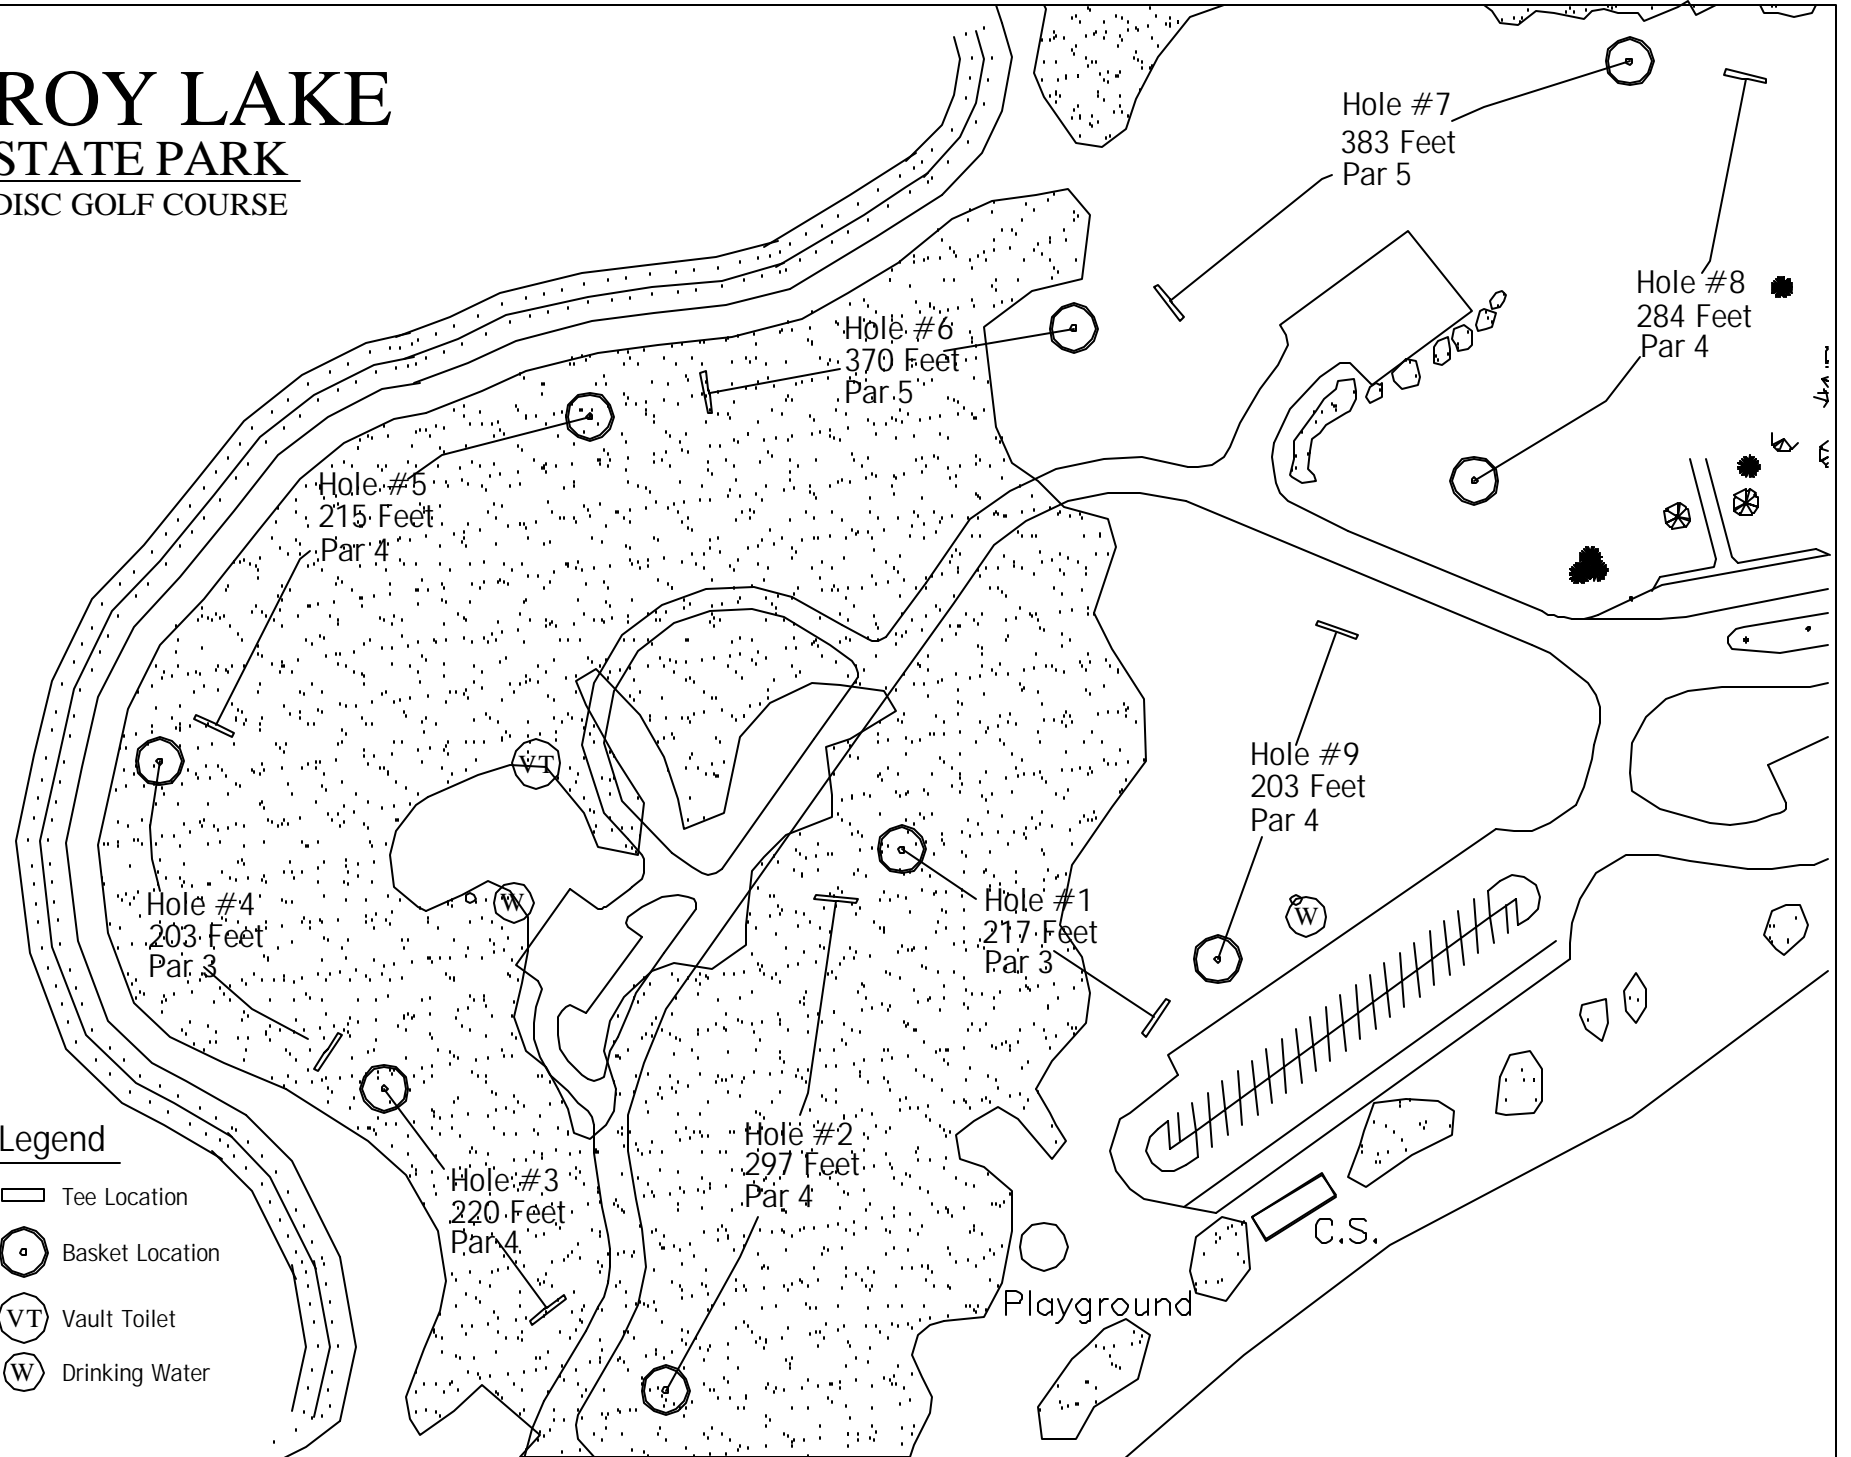 ROY LAKE
STATE PARK
DISC GOLF COURSE
Hole #7
383 Feet
Par 5
Hole #8
284 Feet
Par 4
Hole #6
370 Feet
Par 5
Hole #5
215 Feet
Par 4
VT
Hole #9
203 Feet
Par 4
Hole #4
203 Feet
Par 3
W
Hole #1
217 Feet
Par 3
W
Hole #2
297 Feet
Par 4
Hole #3
220 Feet
Par 4
C.S.
Playground
Legend
Tee Location
Basket Location
VT Vault Toilet
W Drinking Water